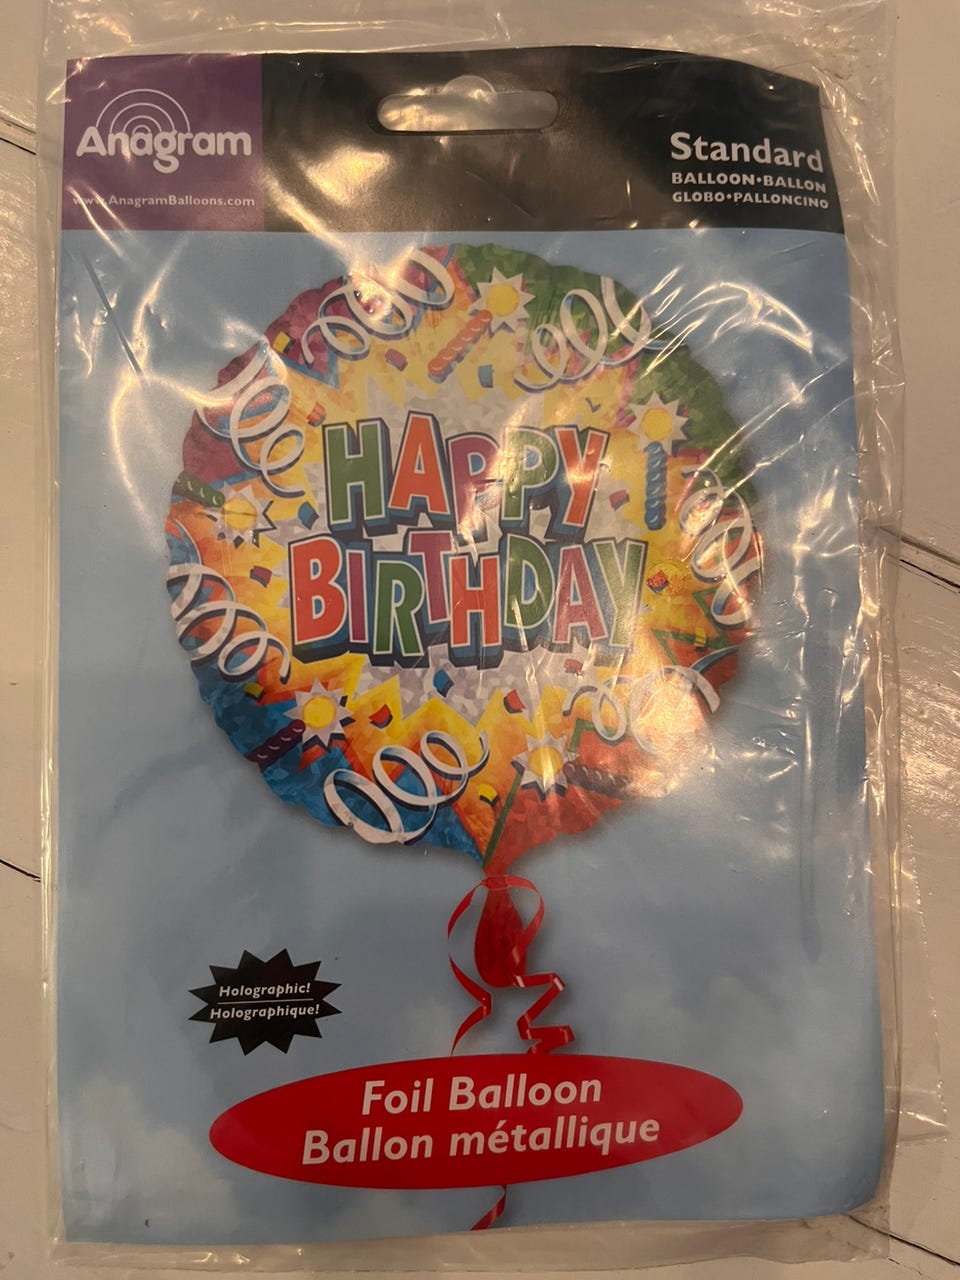 Anagram
www.AnagramBalloons.com
Standard
BALLOON•BALLON
GLOBO•PALLONCINO
HAPPY
BIRTHDAY
Holographic!
Holographique!
Foil Balloon
Ballon métallique